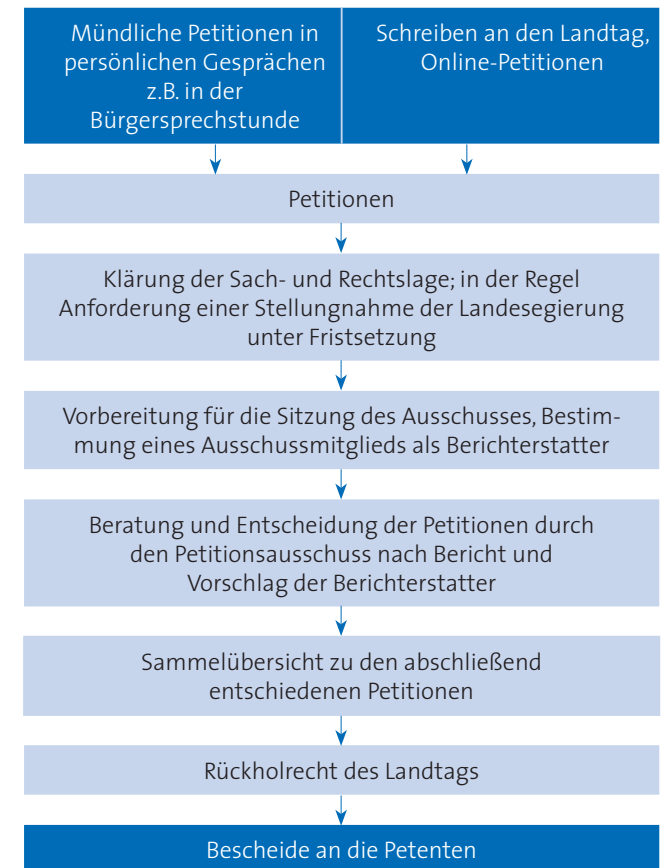 Mündliche Petitionen in
persönlichen Gesprächen
z.B. in der
Bürgersprechstunde
Schreiben an den Landtag,
Online-Petitionen
Petitionen
Klärung der Sach- und Rechtslage; in der Regel
Anforderung einer Stellungnahme der Landesegierung
unter Fristsetzung
Vorbereitung für die Sitzung des Ausschusses, Bestim-
mung eines Ausschussmitglieds als Berichterstatter
Beratung und Entscheidung der Petitionen durch
den Petitionsausschuss nach Bericht und
Vorschlag der Berichterstatter
Sammelübersicht zu den abschließend
entschiedenen Petitionen
Rückholrecht des Landtags
Bescheide an die Petenten